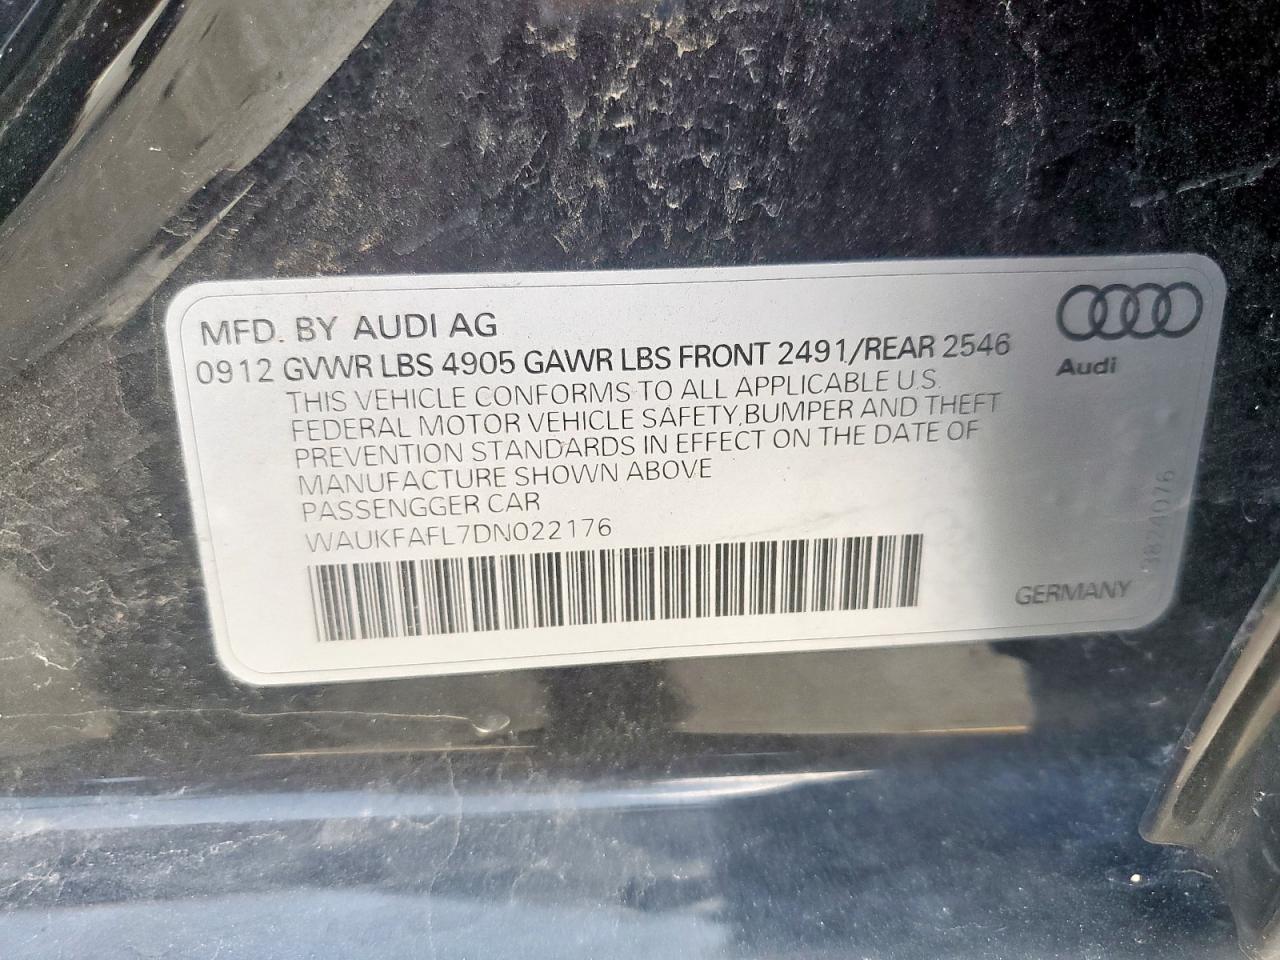 MFD. BY AUDI AG
0912 GVWR LBS 4905 GAWR LBS FRONT 2491/REAR 2546
THIS VEHICLE CONFORMS TO ALL APPLICABLE U.S.
FEDERAL MOTOR VEHICLE SAFETY, BUMPER AND THEFT
PREVENTION STANDARDS IN EFFECT ON THE DATE OF
MANUFACTURE SHOWN ABOVE
PASSENGGER CAR
WAUKFAFL7DN022176
Audi
3824076
GERMANY